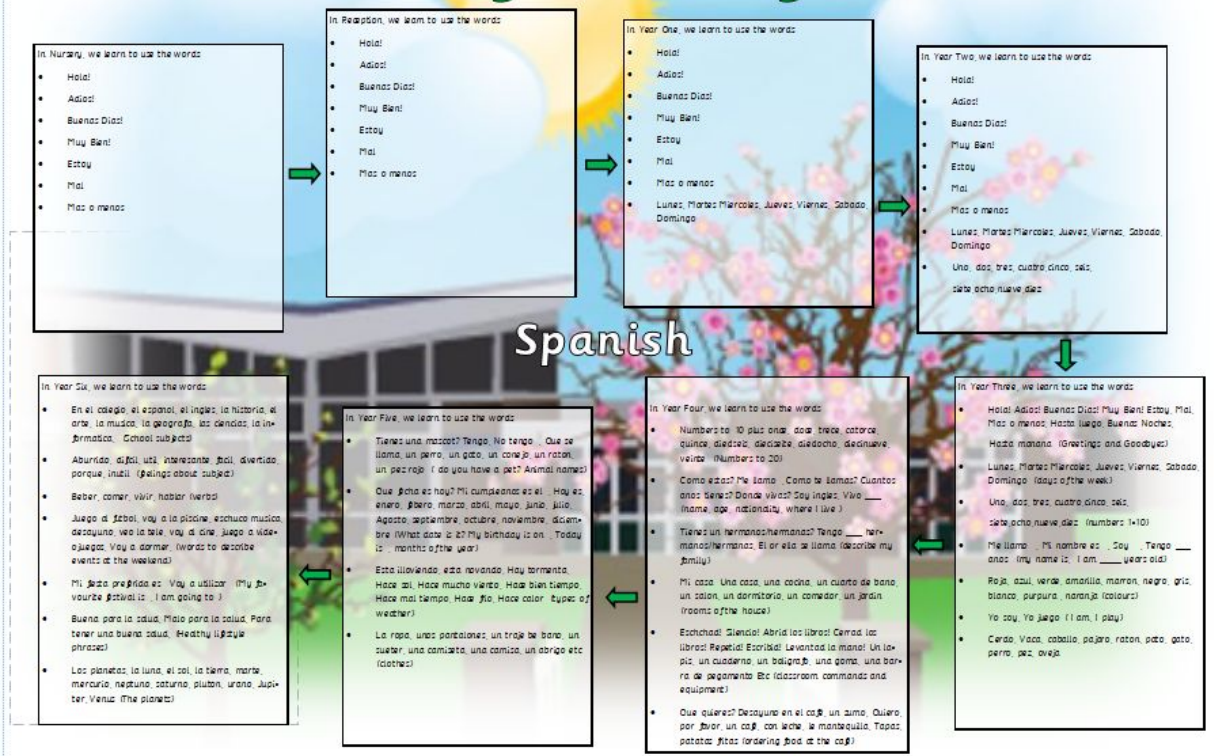 In Nursery, we learn to use the words
Hola!
Adios!
Buenas Dias!
Muy Bien!
Estoy
Mal
Mas o menos
In Reception, we learn to use the words
Hola!
Adios!
Buenas Dias!
Muy Bien!
Estoy
Mal
Mas o menos
In Year One, we learn to use the words
Hola!
Adios!
Buenas Dias!
Muy Bien!
Estoy
Mal
Mas o menos
Lunes, Martes Miercoles, Jueves, Viernes, Sabado,
Domingo
In Year Two, we learn to use the words
Hola!
Adios!
Buenas Dias!
Muy Bien!
Estoy
Mal
Mas o menos
Lunes, Martes Miercoles, Jueves, Viernes, Sabado,
Domingo
Uno, dos, tres, cuatro cinco, seis,
siete ocho nueve diez
Spanish
In Year Three, we learn to use the words
Hola! Adios! Buenas Dias! Muy Bien! Estoy, Mal,
Mas o menos, Hasta luego, Buenas Noches,
Hasta manana. (Greetings and Goodbyes)
Lunes, Martes Miercoles, Jueves, Viernes, Sabado,
Domingo (days of the week)
Uno, dos, tres, cuatro cinco, seis,
siete ocho nueve diez (numbers 1-10)
Me llamo , Mi nombre es , Soy , Tengo ___
anos (my name is, I am ____ years old)
Roja, azul, verde, amarilla, marron, negro, gris,
blanco, purpura, naranja (colours)
Yo soy, Yo juego (I am, I play)
Cerdo, Vaca, caballo, pajaro, raton, pato, gato,
perro, pez, oveja
In Year Four, we learn to use the words
Numbers to 10 plus once, doce trece, catorce,
quince, diedseis, dieciseite, diedocho, diecinueve,
veinte (Numbers to 20)
Como estas? Me llamo , Como te llamas? Cuantos
anos tienes? Donde vivas? Soy ingles, Vivo ___
(name, age, nationality, where I live )
Tienes un hermanos/hermanas? Tengo ___ her-
manos/hermanas, El or ella se llama (describe my
family)
Mi casa Una casa, una cocina, un cuarto de bano,
un salon, un dormitorio, un comedor, un jardin
(rooms of the house)
Eschchad! Silencio! Abrid los libros! Cerrad los
libros! Repetid! Escribid! Levantad la mano! Un la-
pis, un cuaderno, un boligrafo, una goma, una bar-
ra de pegamento Etc (classroom commands and
equipment)
Que quieres? Desayuno en el cafe, un zumo, Quiero,
por favor, un cafe, con leche, le mantequilla, Tapas,
patatas fritas (ordering food at the cafe)
In Year Five, we learn to use the words
Tienes una mascot? Tengo, No tengo , Que se
llama, un perro, un gato, un conejo, un raton,
un pez rojo ( do you have a pet? Animal names)
Que fecha es hoy? Mi cumpleanos es el , Hoy es,
enero, febrero, marzo, abril, mayo, junio, julio,
Agosto, septiembre, octubre, noviembre, diciem-
bre (What date is it? My birthday is on , Today
is , months of the year)
Esta illoviendo, esta novando, Hay tormenta,
Hace sol, Hace mucho viento, Hace bien tiempo,
Hace mal tiempo, Hace frio, Hace calor (types of
weather)
La ropa, unos pantalones, un traje be bano, un
sueter, una camiseta, una camisa, un abrigo etc
(clothes)
In Year Six, we learn to use the words
En el colegio, el espanol, el ingles, la historia, el
arte, la musica, la geografia, las ciencias, la in-
formatica, (School subjects)
Aburrido, dificil, util, interesante, facil, divertido,
porque, inutil (feelings about subject)
Beber, comer, vivir, hablar (verbs)
Juego al futbol, voy a la piscine, eschuco musica,
desayuno, veo la tele, voy al cine, juego a vide-
ojuegos, Voy a dormer, (words to describe
events at the weekend)
Mi fiesta preferida es Voy a utilisar (My fa-
vourite festival is , I am going to )
Buena para la salud, Malo para la salud, Para
tener una buena salud, (Healthy lifestyle
phrases)
Los planetas, la luna, el sol, la tierra, marte,
mercurio, neptuno, saturno, pluton, urano, Jupi-
ter, Venus (The planets)